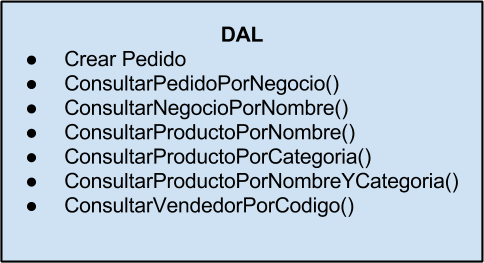 DAL
● Crear Pedido
● ConsultarPedidoPorNegocio()
● ConsultarNegocioPorNombre()
● ConsultarProductoPorNombre()
● ConsultarProductoPorCategoria()
● ConsultarProductoPorNombreYCategoria()
● ConsultarVendedorPorCodigo()